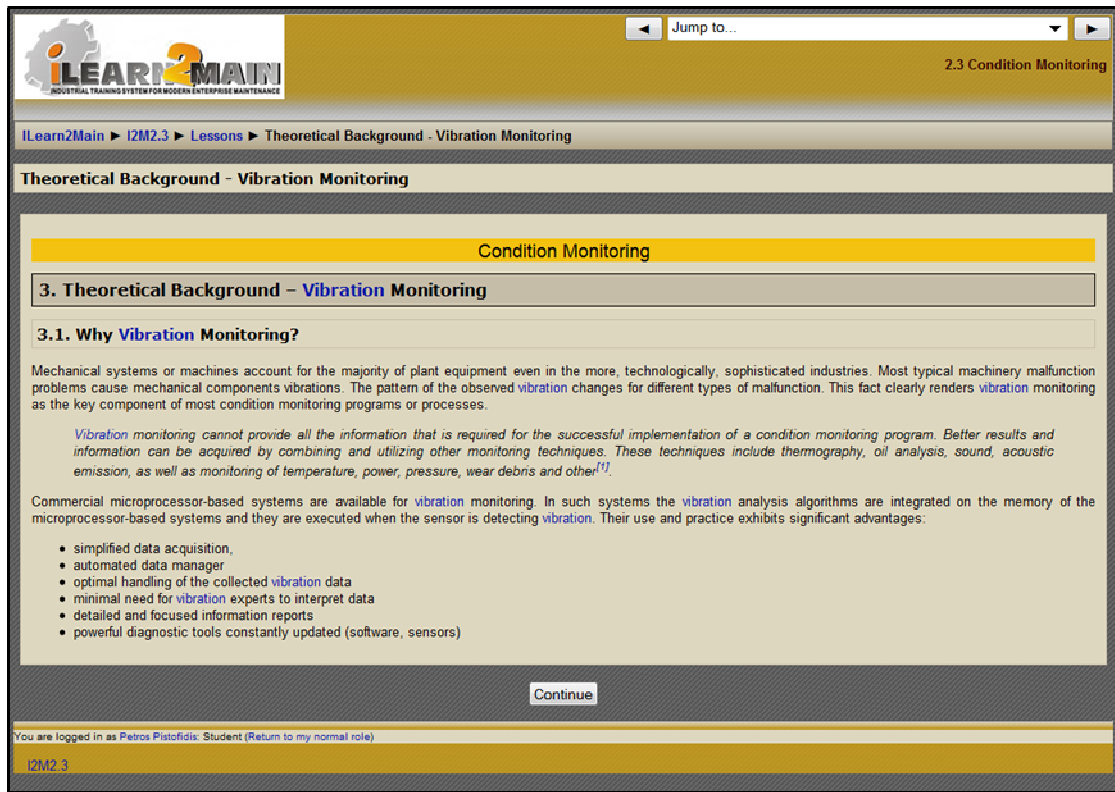 Jump to...
iLEARN2MAIN
INDUSTRIAL TRAINING SYSTEM FOR MODERN ENTERPRISE MAINTENANCE
2.3 Condition Monitoring
ILearn2Main ► I2M2.3 ► Lessons ► Theoretical Background - Vibration Monitoring
Theoretical Background - Vibration Monitoring
Condition Monitoring
3. Theoretical Background – Vibration Monitoring
3.1. Why Vibration Monitoring?
Mechanical systems or machines account for the majority of plant equipment even in the more, technologically, sophisticated industries. Most typical machinery malfunction
problems cause mechanical components vibrations. The pattern of the observed vibration changes for different types of malfunction. This fact clearly renders vibration monitoring
as the key component of most condition monitoring programs or processes.
Vibration monitoring cannot provide all the information that is required for the successful implementation of a condition monitoring program. Better results and
information can be acquired by combining and utilizing other monitoring techniques. These techniques include thermography, oil analysis, sound, acoustic
emission, as well as monitoring of temperature, power, pressure, wear debris and other[1].
Commercial microprocessor-based systems are available for vibration monitoring. In such systems the vibration analysis algorithms are integrated on the memory of the
microprocessor-based systems and they are executed when the sensor is detecting vibration. Their use and practice exhibits significant advantages:
• simplified data acquisition,
• automated data manager
• optimal handling of the collected vibration data
• minimal need for vibration experts to interpret data
• detailed and focused information reports
• powerful diagnostic tools constantly updated (software, sensors)
Continue
You are logged in as Petros Pistofidis: Student (Return to my normal role)
I2M2.3